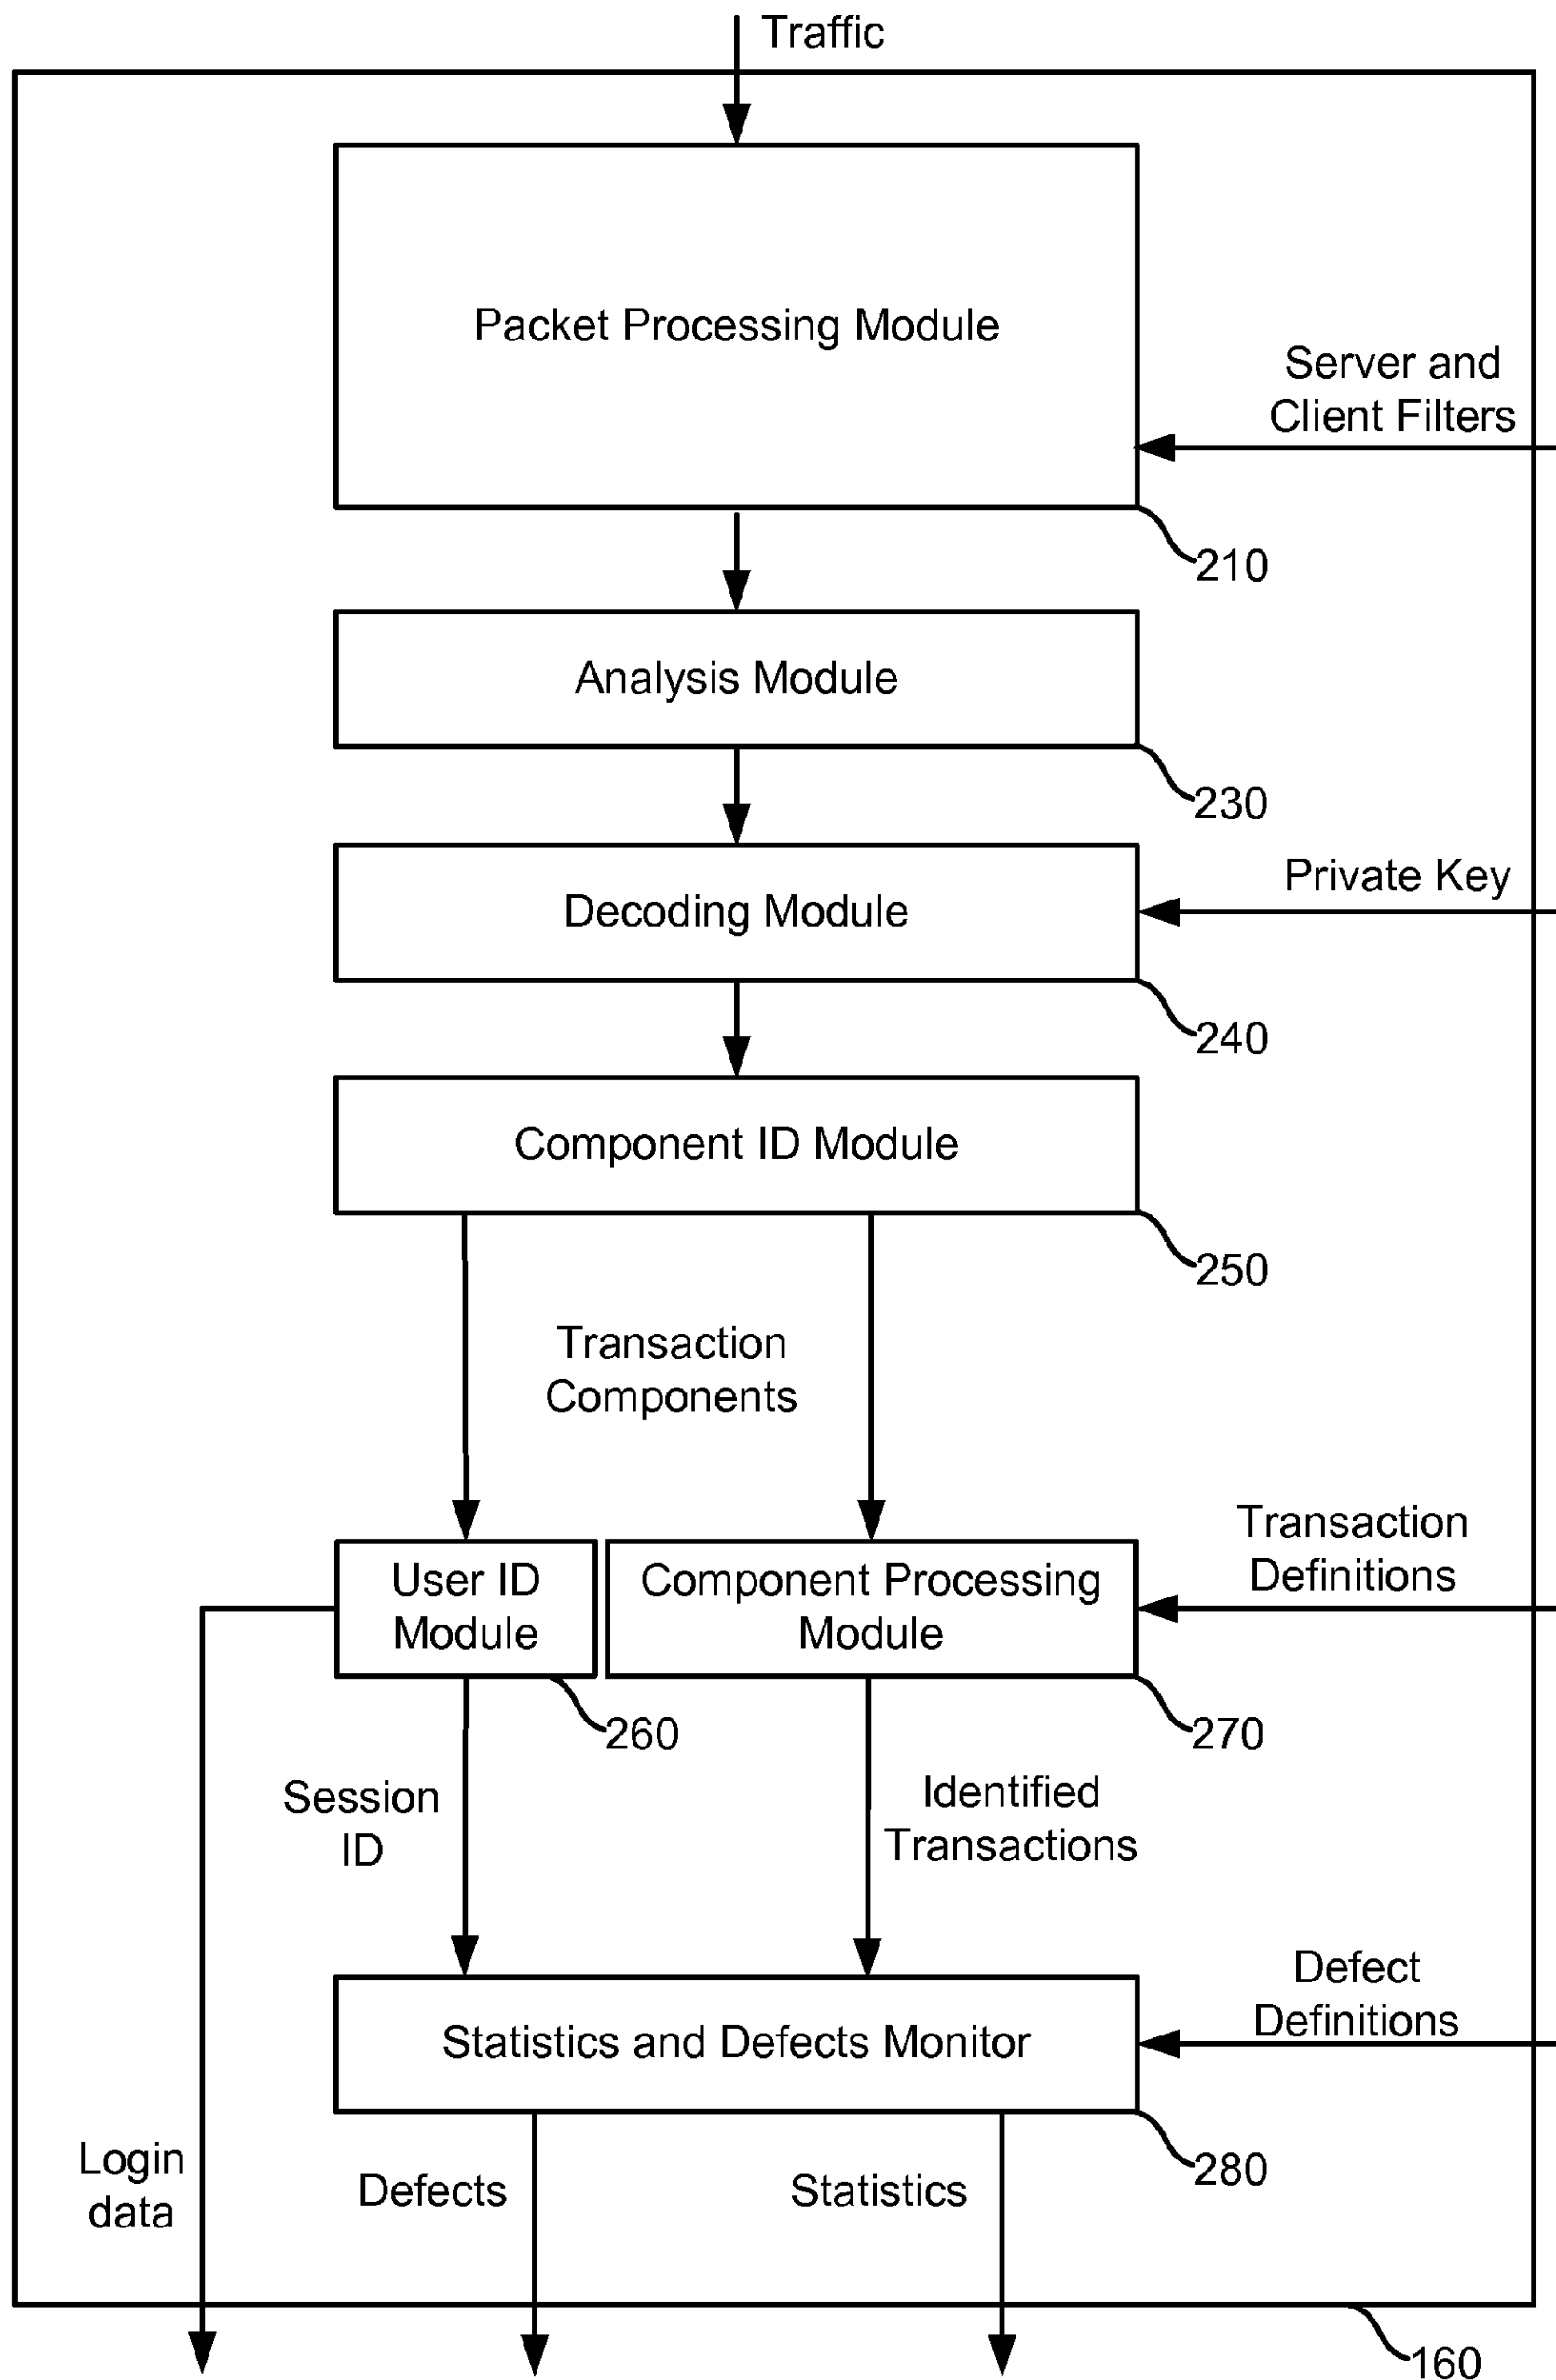 Traffic
Packet Processing Module
Server and
Client Filters
210
Analysis Module
230
Private Key
Decoding Module
240
Component ID Module
250
Transaction
Components
Transaction
Definitions
User ID
Module
Component Processing
Module
260
270
Session
ID
Identified
Transactions
Defect
Definitions
Statistics and Defects Monitor
280
Login
data
Defects
Statistics
160